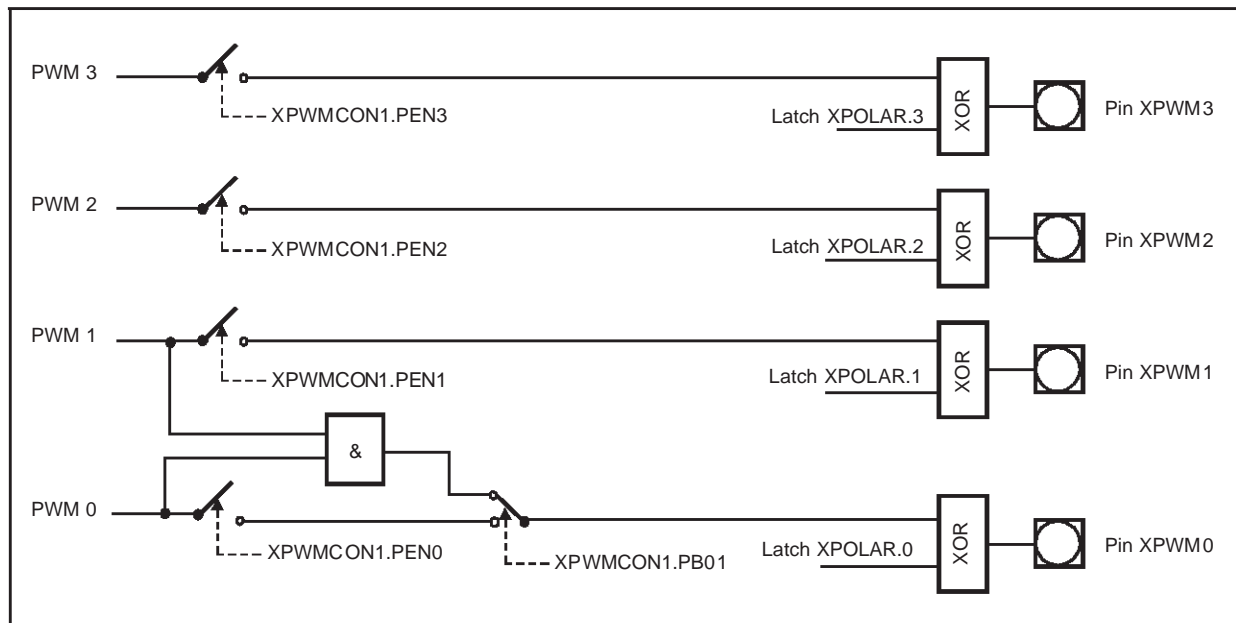 PWM 3
XPWMCON1.PEN3
Latch XPOLAR.3
XOR
Pin XPWM3
PWM 2
XPWMCON1.PEN2
Latch XPOLAR.2
XOR
Pin XPWM2
PWM 1
XPWMCON1.PEN1
Latch XPOLAR.1
XOR
Pin XPWM1
&
PWM 0
XPWMCON1.PEN0
XPWMCON1.PB01
Latch XPOLAR.0
XOR
Pin XPWM0